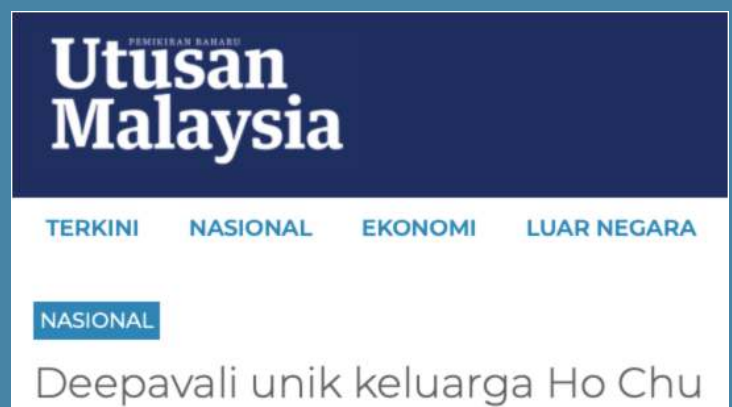 PEMIKIRAN BAHARU
Utusan
Malaysia
TERKINI NASIONAL EKONOMI LUAR NEGARA
NASIONAL
Deepavali unik keluarga Ho Chu